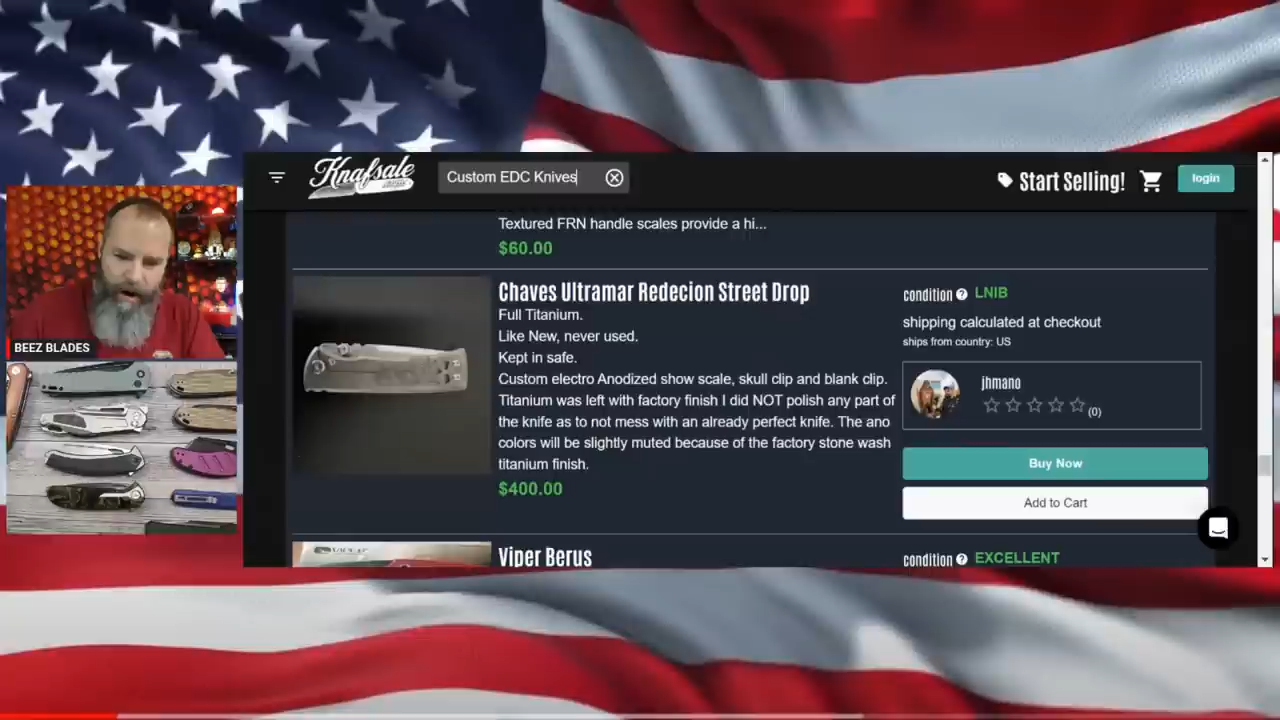 Knafsale
Custom EDC Knives
Start Selling!
login
Textured FRN handle scales provide a hi...
$60.00
Chaves Ultramar Redecion Street Drop
Full Titanium.
Like New, never used.
Kept in safe.
Custom electro Anodized show scale, skull clip and blank clip.
Titanium was left with factory finish I did NOT polish any part of
the knife as to not mess with an already perfect knife. The ano
colors will be slightly muted because of the factory stone wash
titanium finish.
$400.00
condition LNIB
shipping calculated at checkout
ships from country: US
jhmano
(0)
Buy Now
Add to Cart
BEEZ BLADES
Viper Berus
condition EXCELLENT